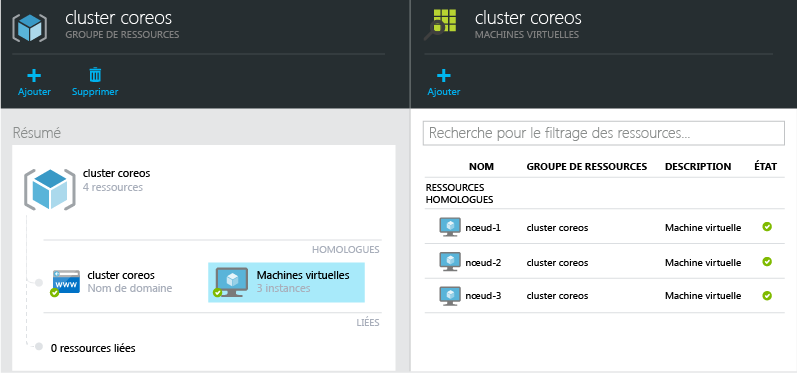 cluster coreos
GROUPE DE RESSOURCES
Ajouter
Supprimer
Résumé
cluster coreos
4 ressources
HOMOLOGUES
cluster coreos
Nom de domaine
WWW
Machines virtuelles
3 instances
LIÉES
0 ressources liées
cluster coreos
MACHINES VIRTUELLES
Ajouter
Recherche pour le filtrage des ressources...
NOM GROUPE DE RESSOURCES DESCRIPTION ÉTAT
RESSOURCES
HOMOLOGUES
nœud-1 cluster coreos Machine virtuelle
nœud-2 cluster coreos Machine virtuelle
nœud-3 cluster coreos Machine virtuelle